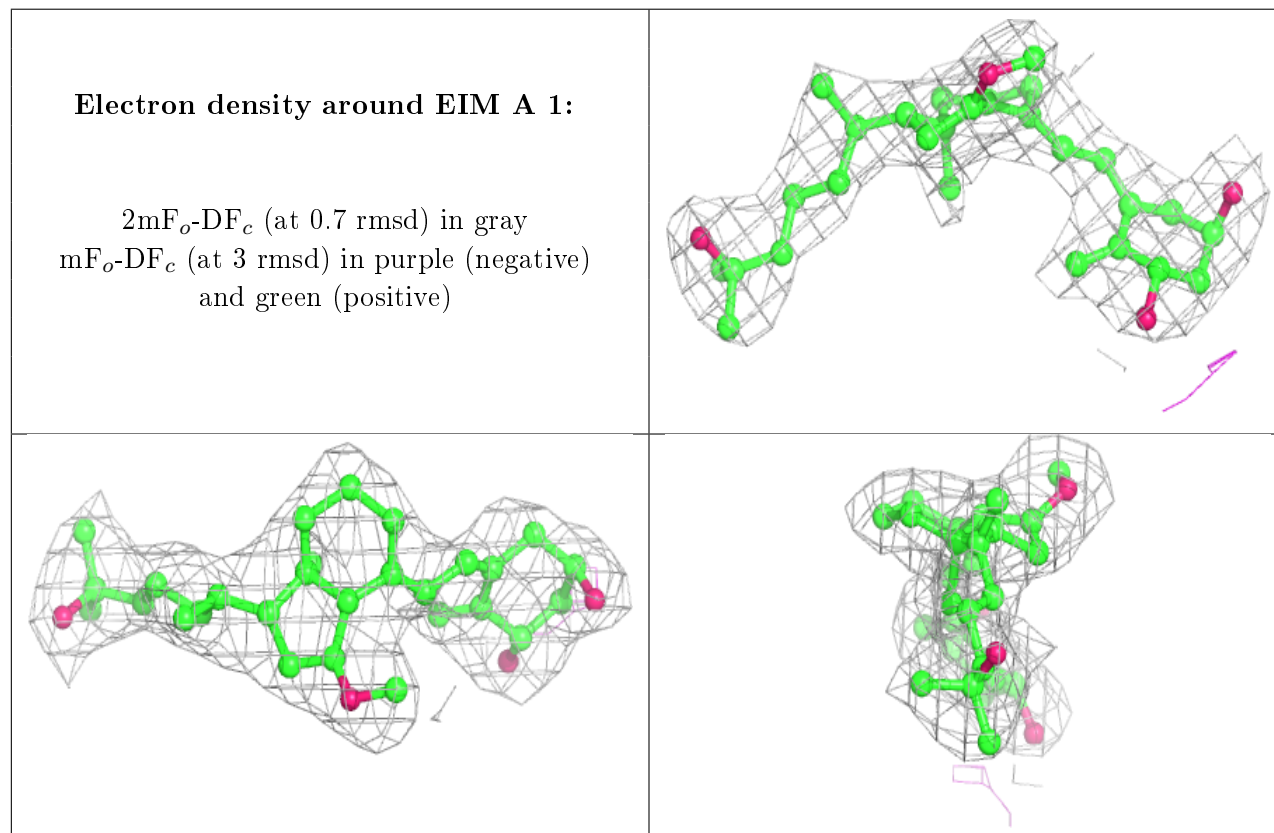 Electron density around EIM A 1:
2mFₒ-DF𝒸 (at 0.7 rmsd) in gray
mFₒ-DF𝒸 (at 3 rmsd) in purple (negative)
and green (positive)